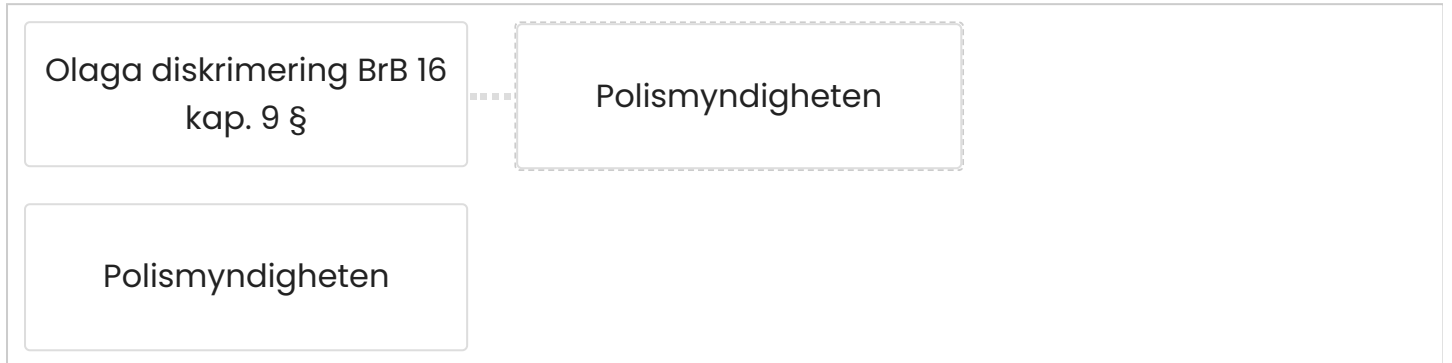 Olaga diskrimering BrB 16
kap. 9 §
Polismyndigheten
Polismyndigheten